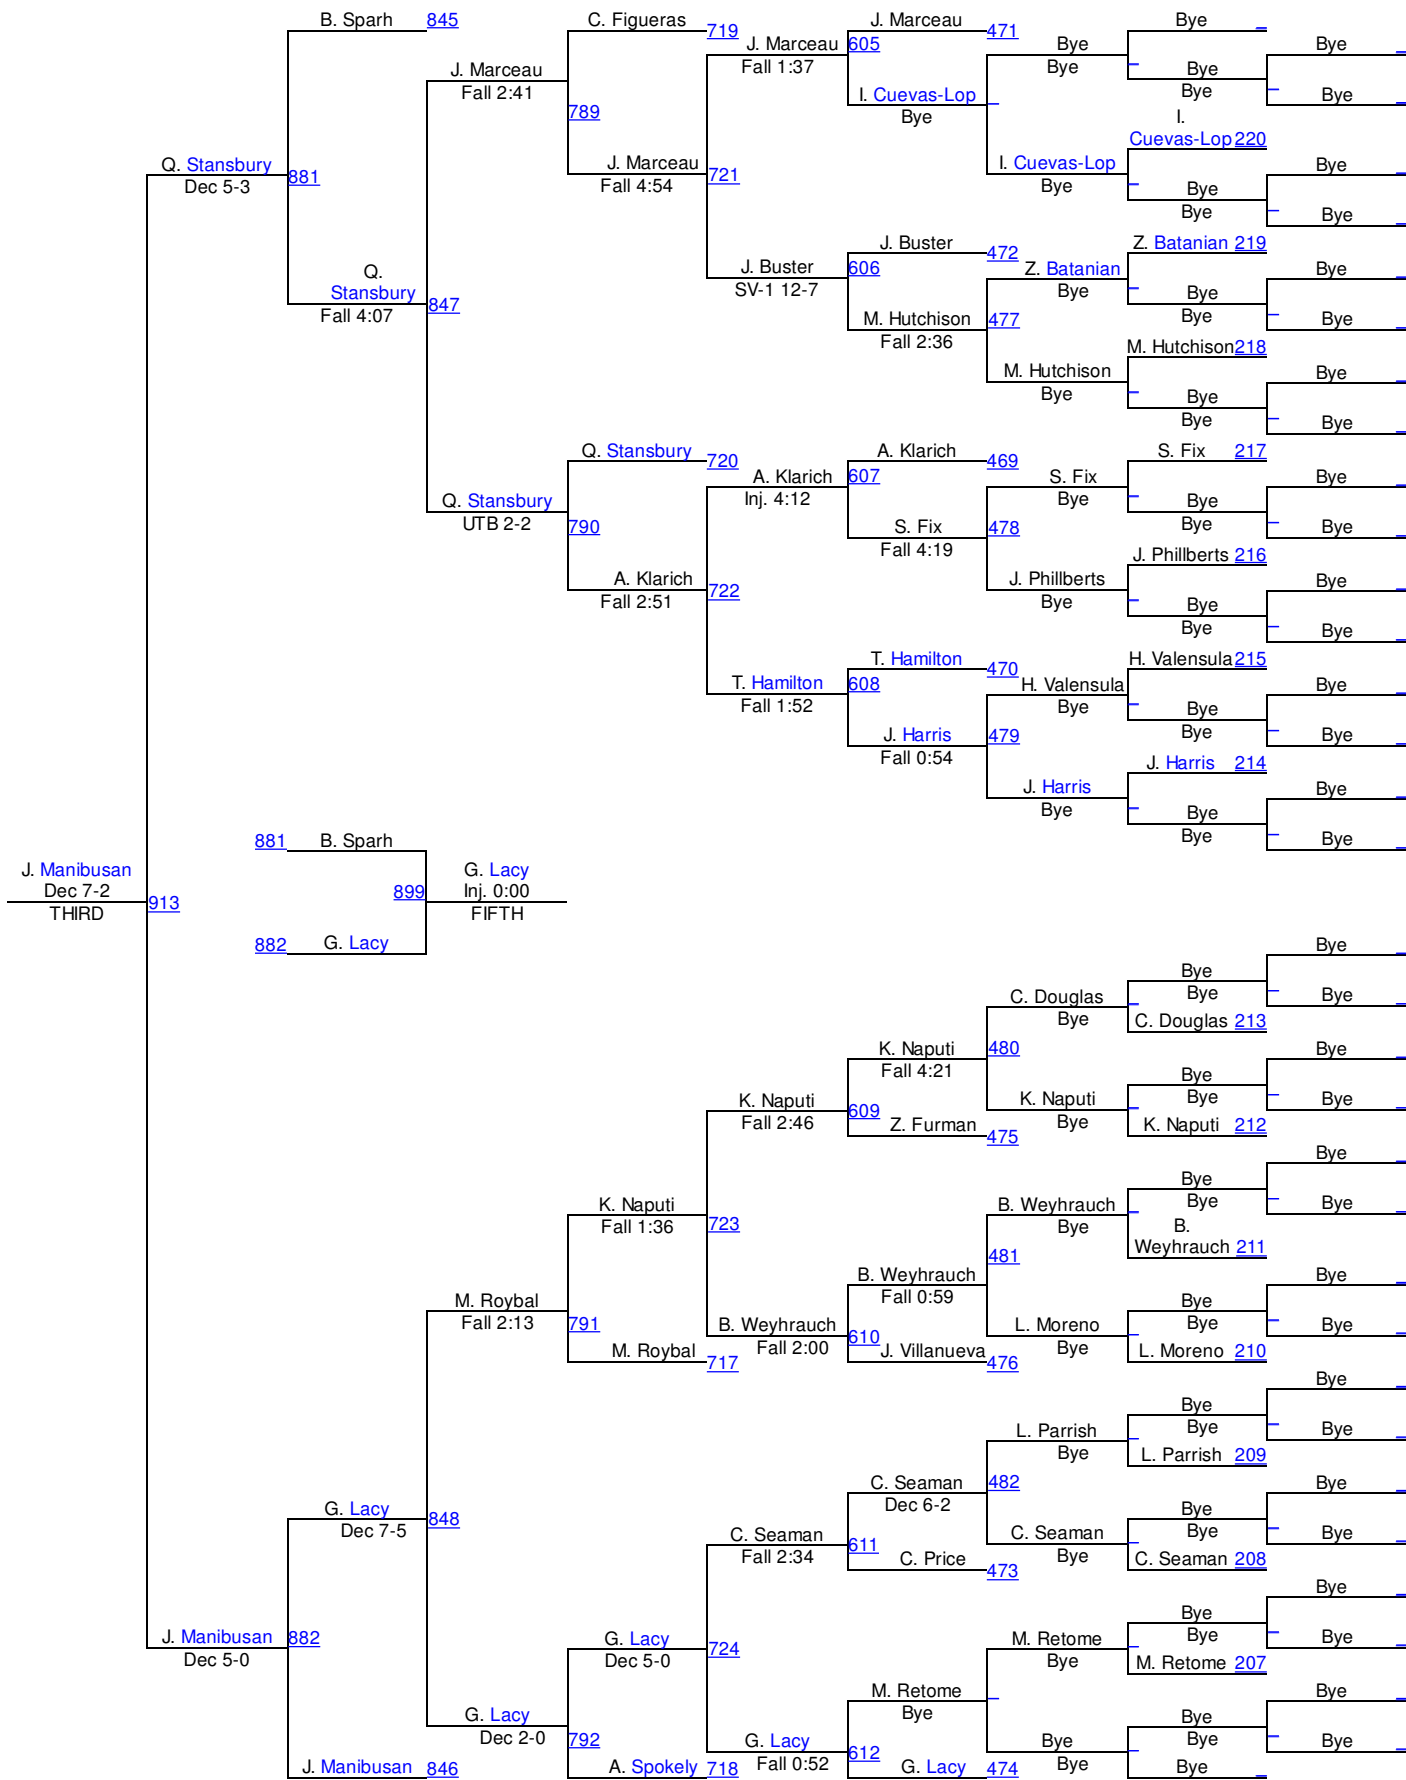 B. Sparh 845
C. Figueras 719
J. Marceau 471
Bye
Bye
J. Marceau 605
Fall 1:37
Bye
Bye
J. Marceau
Fall 2:41
Bye
Bye
I. Cuevas-Lop
Bye
Bye
789
I.
Cuevas-Lop 220
J. Marceau
Fall 4:54
721
I. Cuevas-Lop
Bye
Bye
Q. Stansbury
Dec 5-3
881
Bye
Bye
Bye
J. Buster 472
Z. Batanian 219
J. Buster
SV-1 12-7
606
Z. Batanian
Bye
Bye
Q.
Stansbury
Fall 4:07
847
Bye
Bye
Bye
M. Hutchison
Fall 2:36
477
M. Hutchison 218
M. Hutchison
Bye
Bye
Bye
Bye
Bye
Q. Stansbury 720
A. Klarich 469
S. Fix 217
A. Klarich
Inj. 4:12
607
S. Fix
Bye
Bye
Q. Stansbury
UTB 2-2
790
Bye
Bye
Bye
S. Fix
Fall 4:19
478
J. Phillberts 216
A. Klarich
Fall 2:51
722
J. Phillberts
Bye
Bye
Bye
Bye
Bye
T. Hamilton 470
H. Valensula 215
T. Hamilton
Fall 1:52
608
H. Valensula
Bye
Bye
Bye
Bye
Bye
J. Harris
Fall 0:54
479
J. Harris 214
J. Harris
Bye
Bye
Bye
Bye
Bye
881 B. Sparh
J. Manibusan
Dec 7-2
THIRD
913
899
G. Lacy
Inj. 0:00
FIFTH
882 G. Lacy
Bye
Bye
Bye
Bye
C. Douglas
Bye
C. Douglas 213
K. Naputi
Fall 4:21
480
Bye
Bye
Bye
Bye
K. Naputi
Fall 2:46
609
K. Naputi
Bye
Z. Furman 475
K. Naputi 212
Bye
Bye
Bye
Bye
K. Naputi
Fall 1:36
723
B. Weyhrauch
Bye
B.
Weyhrauch 211
481
B. Weyhrauch
Fall 0:59
Bye
Bye
Bye
Bye
M. Roybal
Fall 2:13
791
B. Weyhrauch
Fall 2:00
610
L. Moreno
Bye
M. Roybal 717
J. Villanueva 476
L. Moreno 210
Bye
Bye
Bye
Bye
L. Parrish
Bye
L. Parrish 209
C. Seaman
Dec 6-2
482
Bye
Bye
Bye
Bye
G. Lacy
Dec 7-5
848
C. Seaman
Fall 2:34
611
C. Seaman
Bye
C. Price 473
C. Seaman 208
Bye
Bye
Bye
Bye
J. Manibusan
Dec 5-0
882
G. Lacy
Dec 5-0
724
M. Retome
Bye
M. Retome 207
M. Retome
Bye
Bye
Bye
Bye
Bye
G. Lacy
Dec 2-0
792
G. Lacy
Fall 0:52
612
Bye
Bye
J. Manibusan 846
A. Spokely 718
G. Lacy 474
Bye